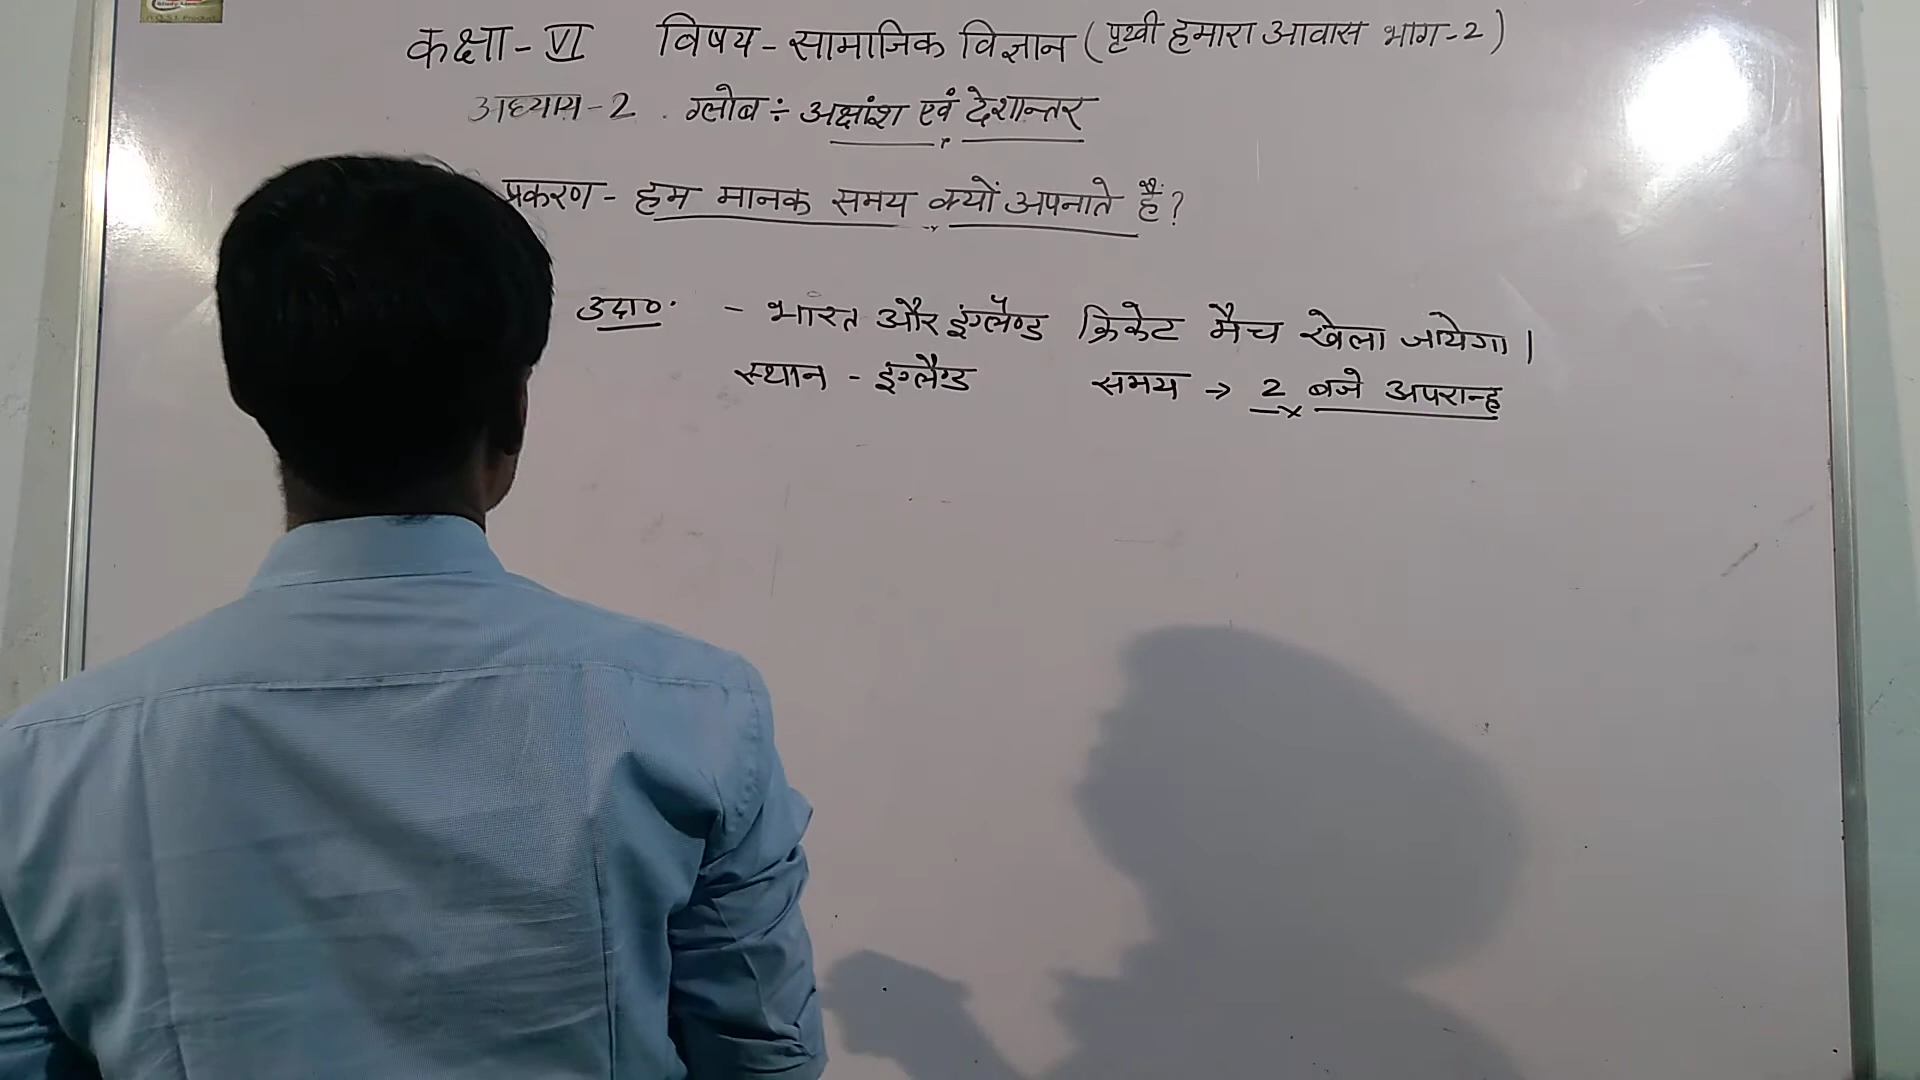 कक्षा - VI विषय - सामाजिक विज्ञान (पृथ्वी हमारा आवास भाग-2)
अध्याय - 2 . ग्लोब ÷ अक्षांश एवं देशान्तर
प्रकरण - हम मानक समय क्यों अपनाते हैं?
उदा०. - भारत और इंग्लैण्ड क्रिकेट मैच खेला जायेगा।
स्थान - इंग्लैण्ड समय → 2 बजे अपरान्ह